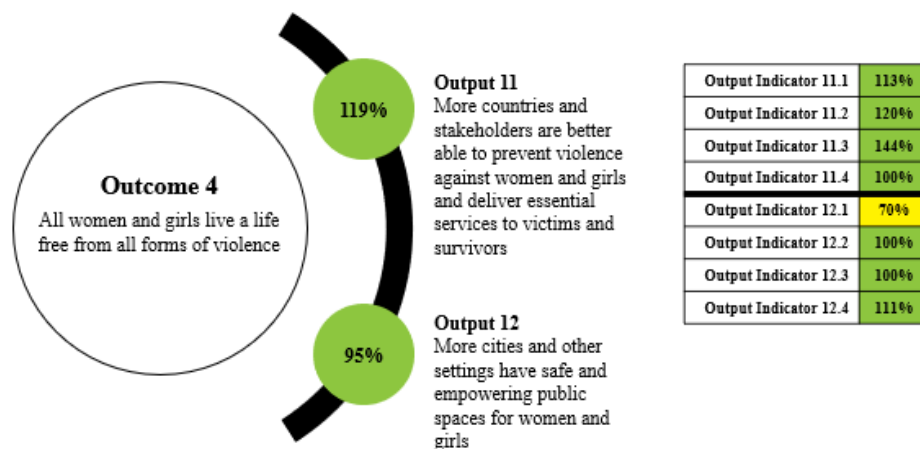 Outcome 4
All women and girls live a life
free from all forms of violence
119%
Output 11
More countries and
stakeholders are better
able to prevent violence
against women and girls
and deliver essential
services to victims and
survivors
95%
Output 12
More cities and other
settings have safe and
empowering public
spaces for women and
girls
Output Indicator 11.1 113%
Output Indicator 11.2 120%
Output Indicator 11.3 144%
Output Indicator 11.4 100%
Output Indicator 12.1 70%
Output Indicator 12.2 100%
Output Indicator 12.3 100%
Output Indicator 12.4 111%